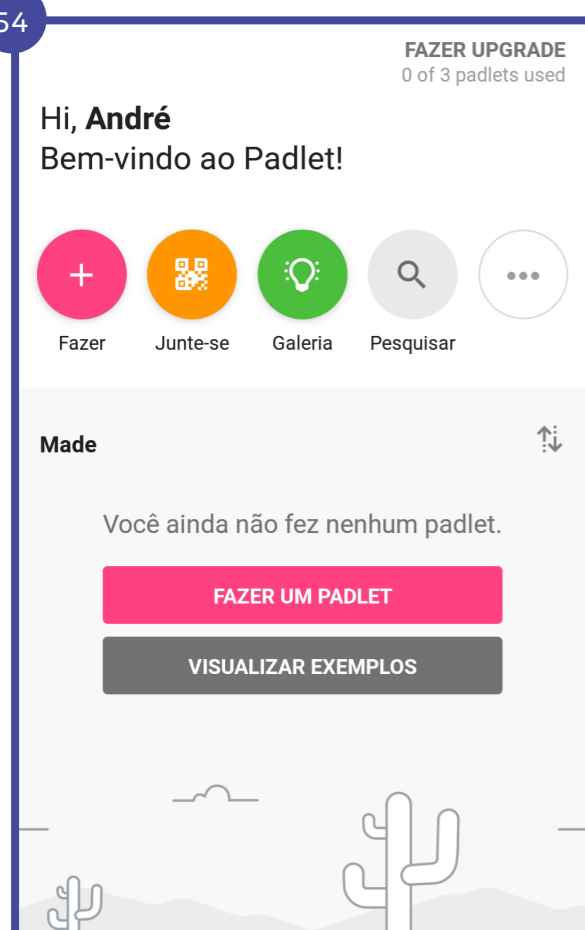 54
FAZER UPGRADE
0 of 3 padlets used
Hi, André
Bem-vindo ao Padlet!
Fazer
Junte-se
Galeria
Pesquisar
Made
Você ainda não fez nenhum padlet.
FAZER UM PADLET
VISUALIZAR EXEMPLOS